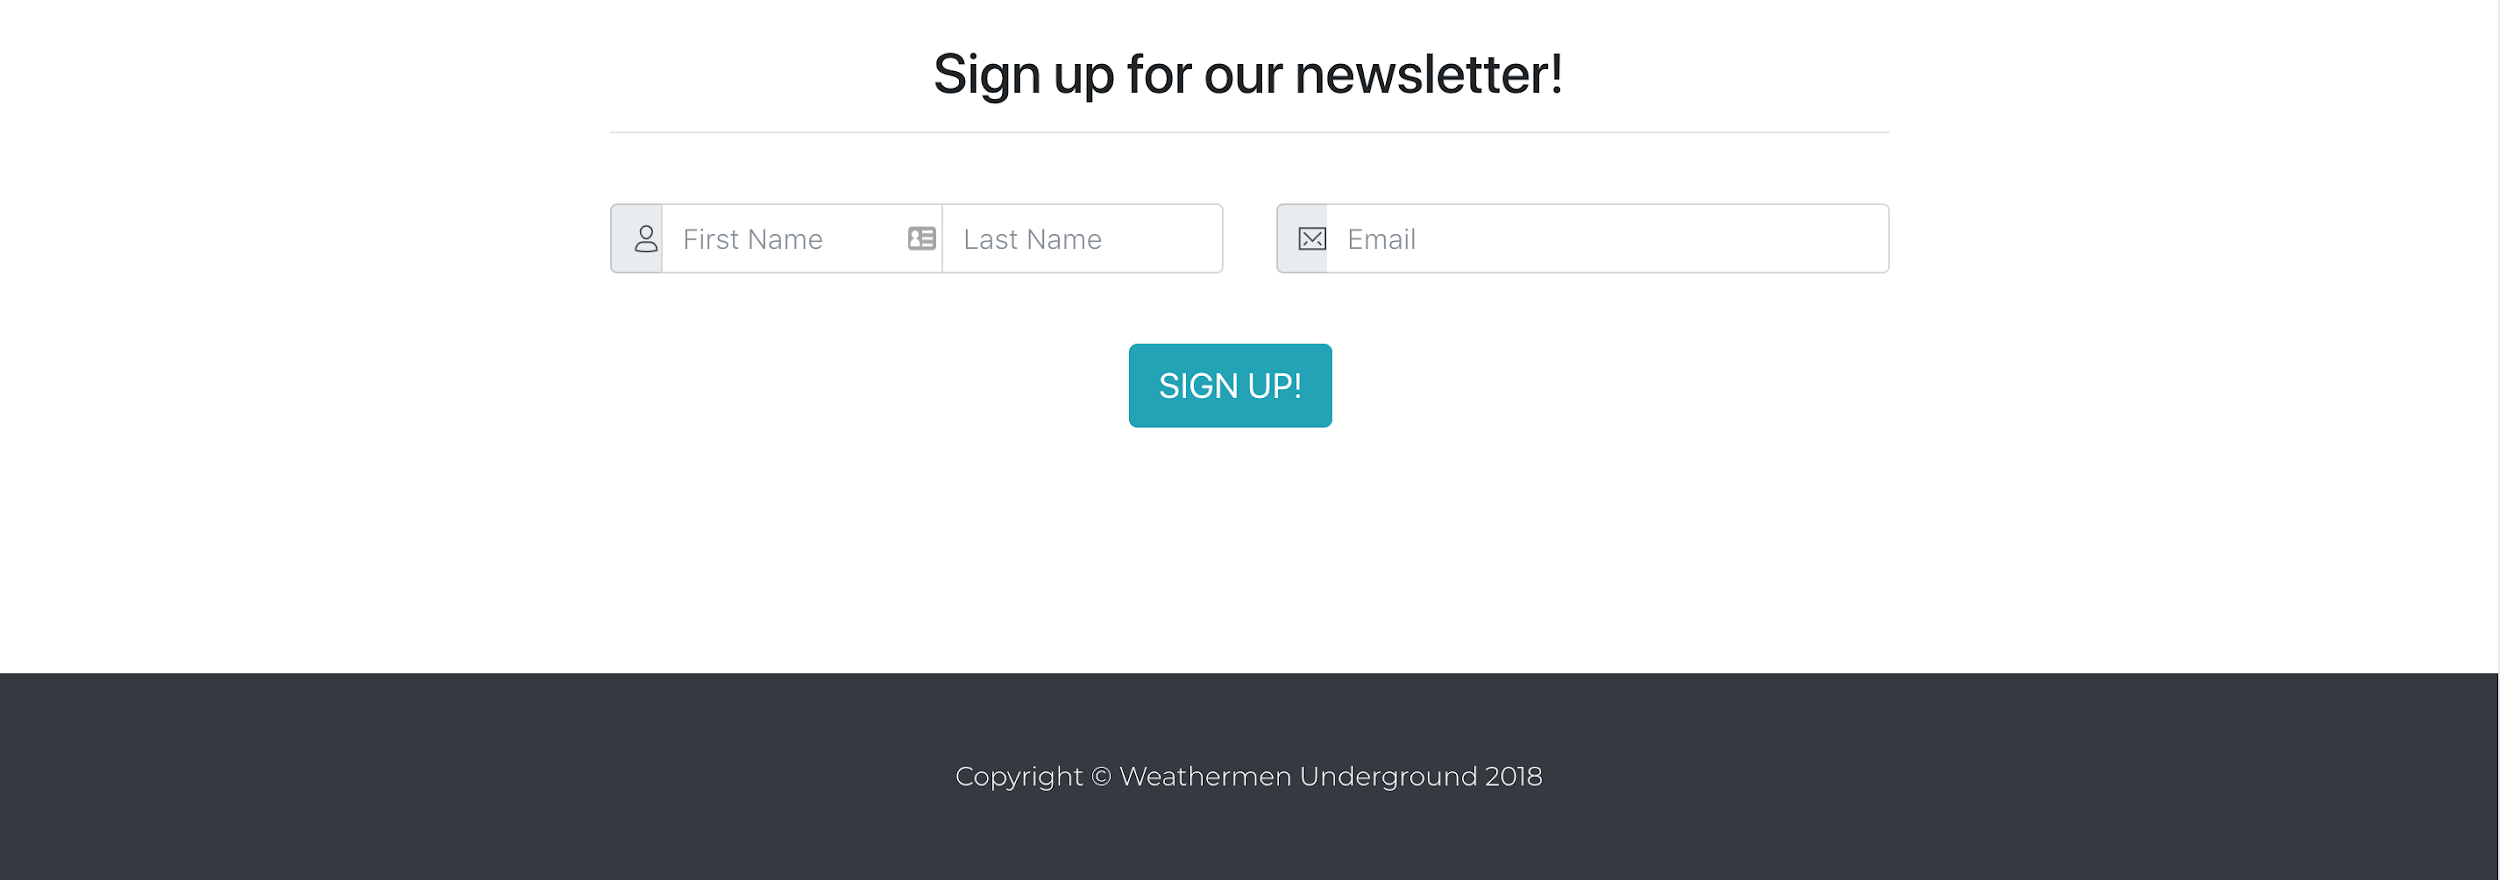 Sign up for our newsletter!
First Name
Last Name
Email
SIGN UP!
Copyright © Weathermen Underground 2018